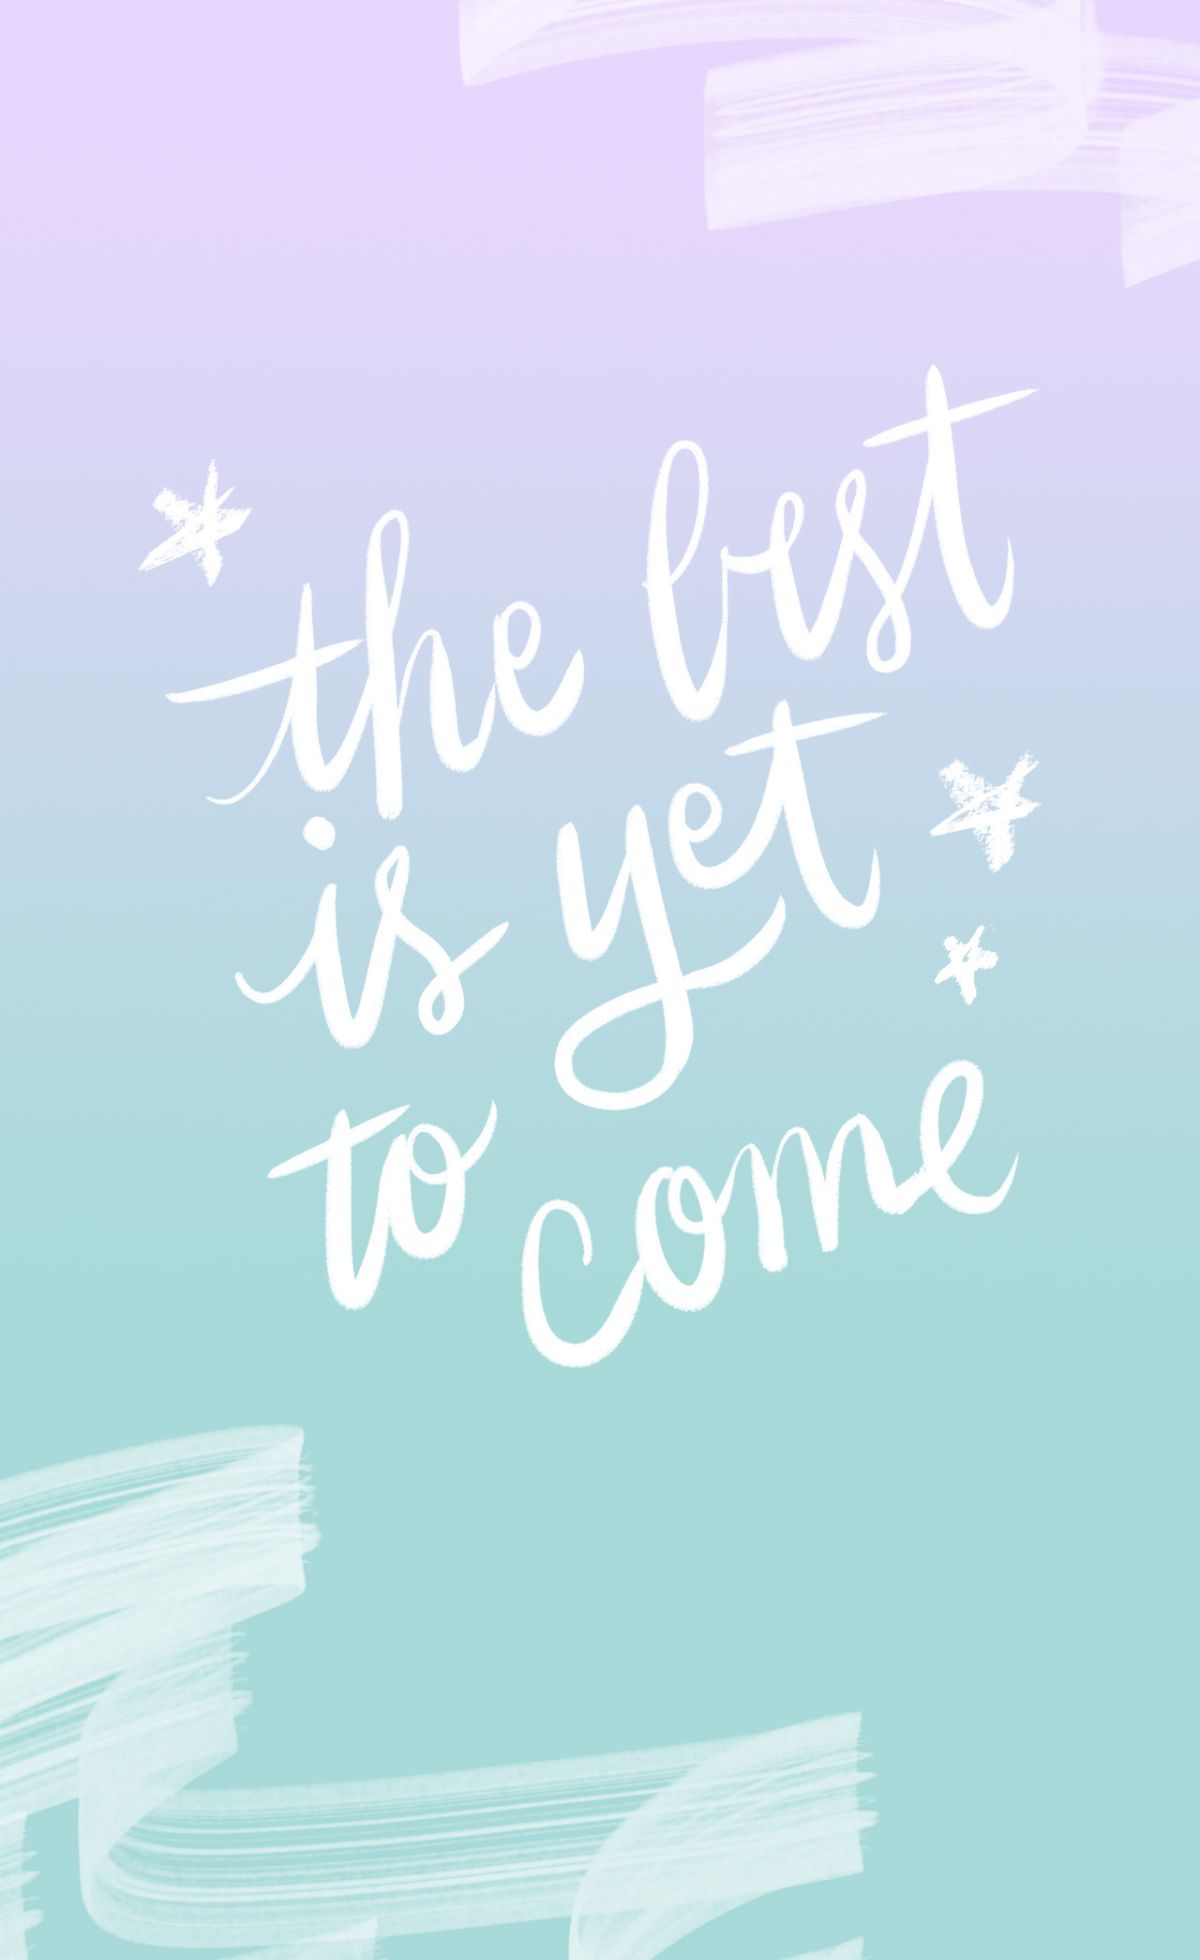 the best
is yet
to come